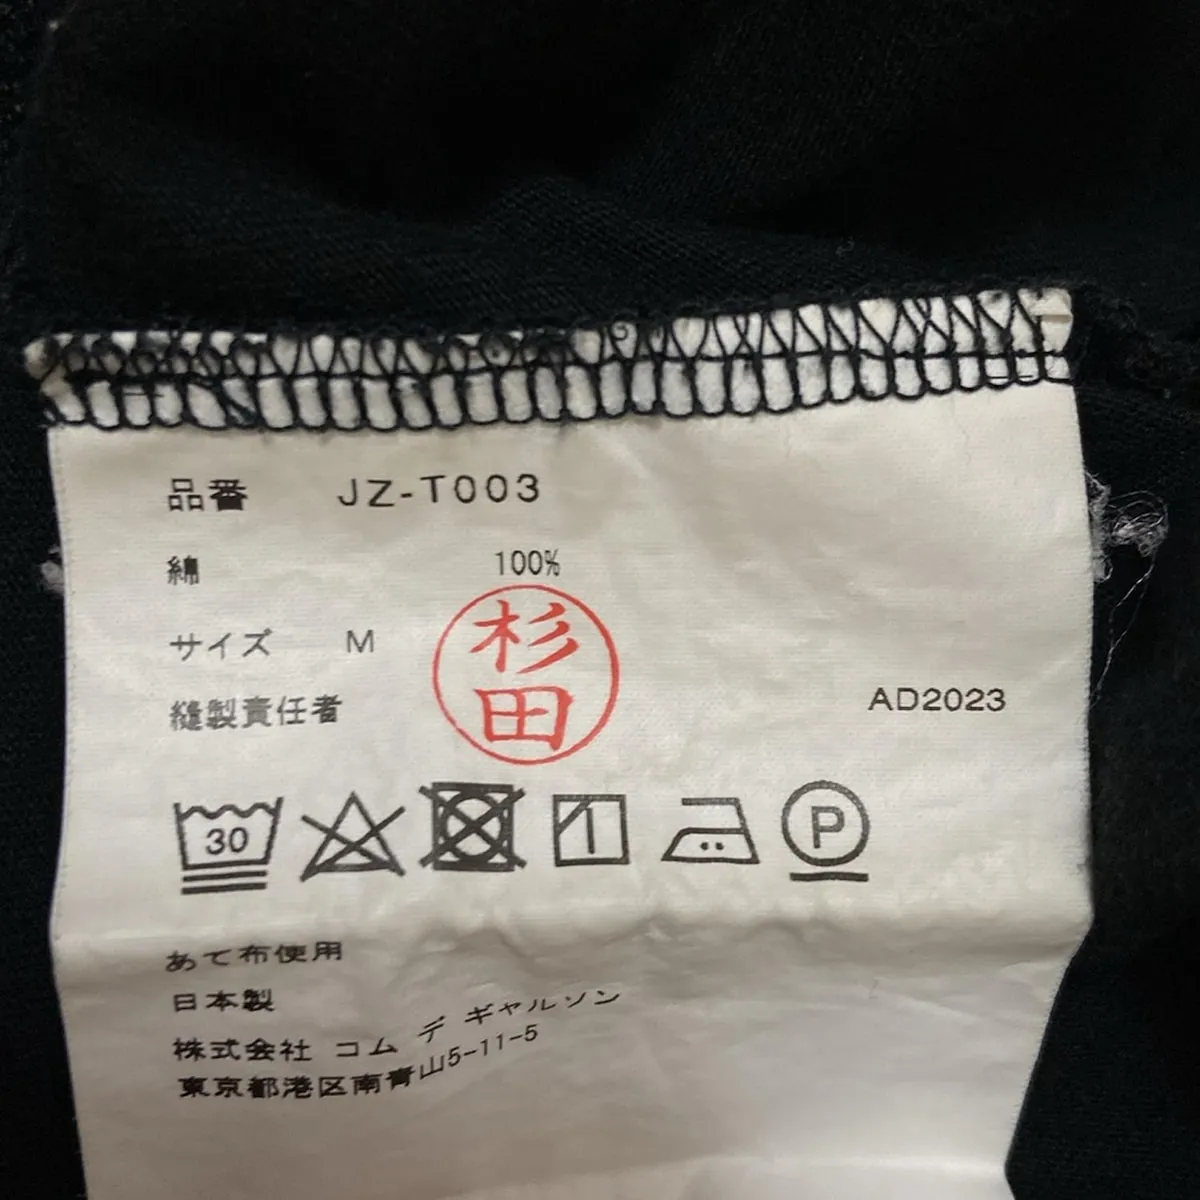 品番 JZ-T003
綿 100%
サイズ M
縫製責任者 杉田
AD2023
30
P
あて布使用
日本製
株式会社 コム デ ギャルソン
東京都港区南青山5-11-5